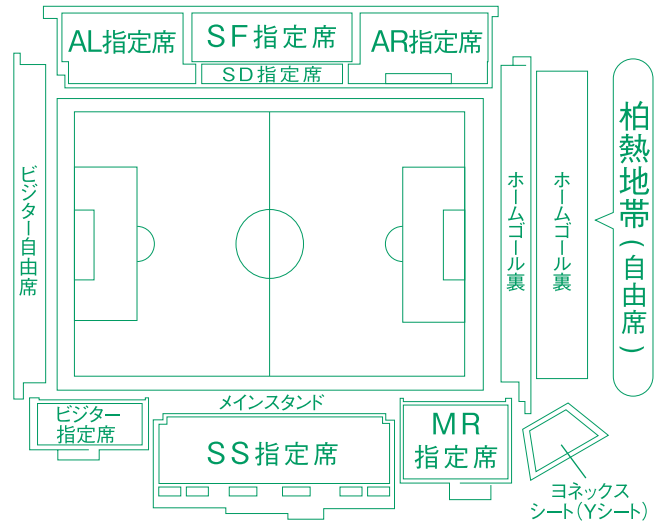 AL指定席
SF指定席
AR指定席
SD指定席
ビジター自由席
ホームゴール裏
ホームゴール裏
柏熱地帯(自由席)
メインスタンド
ビジター
指定席
SS指定席
MR
指定席
ヨネックス
シート(Yシート)